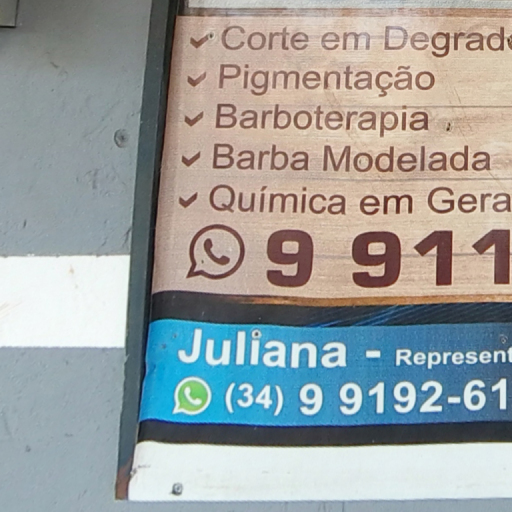 ✓ Corte em Degrad
✓ Pigmentação
✓ Barboterapia
✓ Barba Modelada
✓ Química em Gera
9 911
Juliana - Represent
(34) 9 9192-61